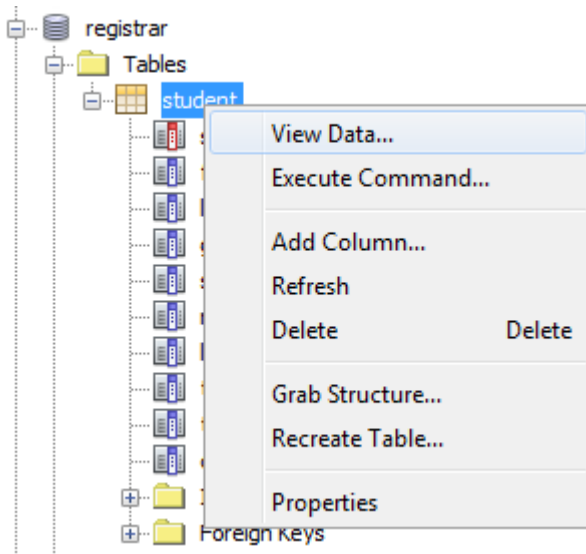 registrar
Tables
student
View Data...
Execute Command...
Add Column...
Refresh
Delete Delete
Grab Structure...
Recreate Table...
Properties
Foreign Keys